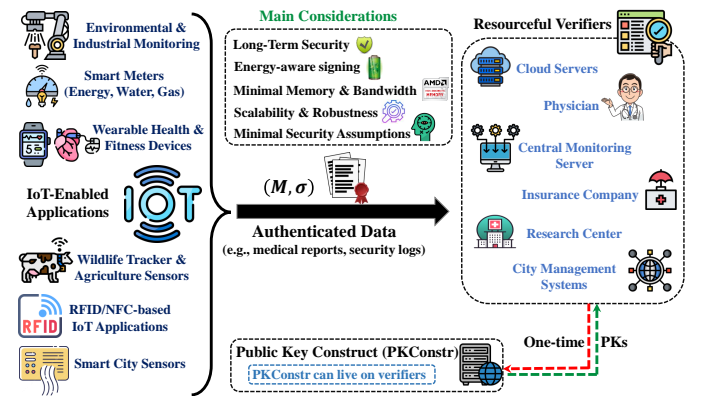 Environmental &
Industrial Monitoring
Smart Meters
(Energy, Water, Gas)
5
Wearable Health &
Fitness Devices
IoT-Enabled
Applications
IOT
Wildlife Tracker &
Agriculture Sensors
RFID
RFID/NFC-based
IoT Applications
Smart City Sensors
Main Considerations
Long-Term Security
Energy-aware signing
Minimal Memory & Bandwidth
AMD
Scalability & Robustness
Minimal Security Assumptions
(M, σ)
Authenticated Data
(e.g., medical reports, security logs)
Resourceful Verifiers
Cloud Servers
Physician
Central Monitoring
Server
Insurance Company
Research Center
City Management
Systems
One-time PKs
Public Key Construct (PKConstr)
PKConstr can live on verifiers